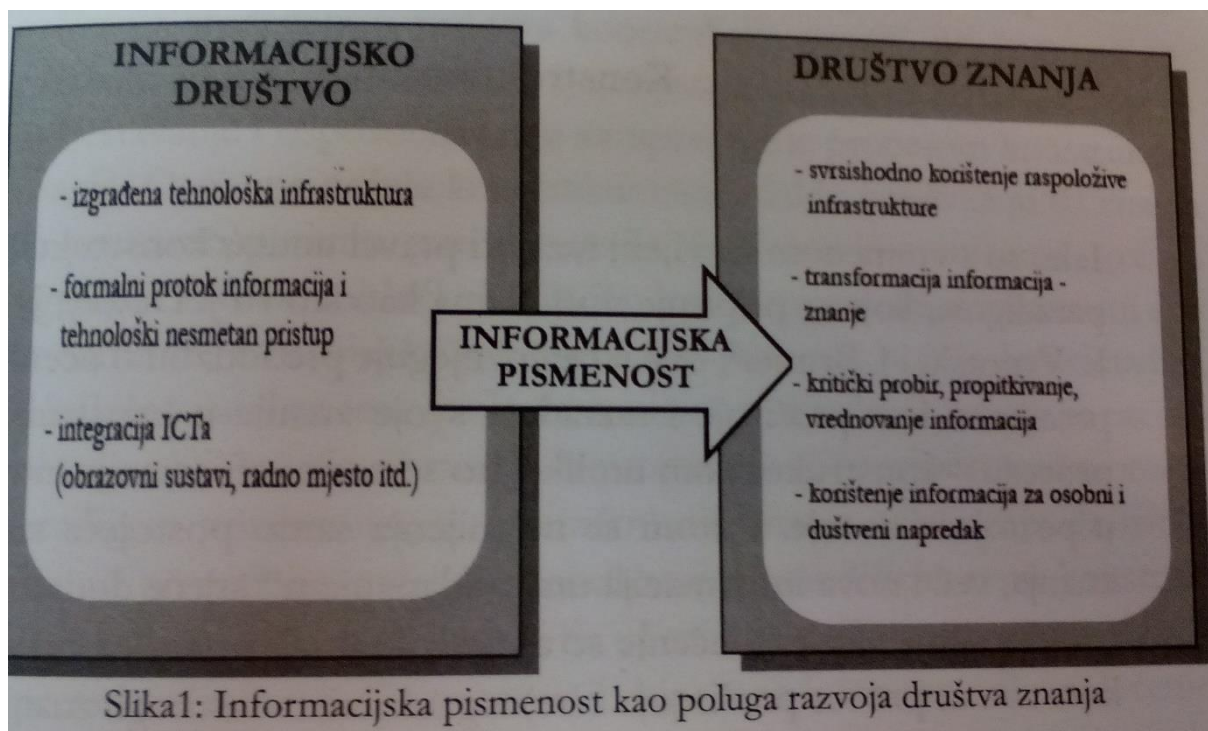 INFORMACIJSKO
DRUŠTVO
- izgrađena tehnološka infrastruktura
- formalni protok informacija i
tehnološki nesmetan pristup
- integracija ICTa
(obrazovni sustavi, radno mjesto itd.)
INFORMACIJSKA
PISMENOST
DRUŠTVO ZNANJA
- svrsishodno korištenje raspoložive
infrastrukture
- transformacija informacija -
znanje
- kritički probir, propitkivanje,
vrednovanje informacija
- korištenje informacija za osobni i
duštveni napredak
Slika1: Informacijska pismenost kao poluga razvoja društva znanja